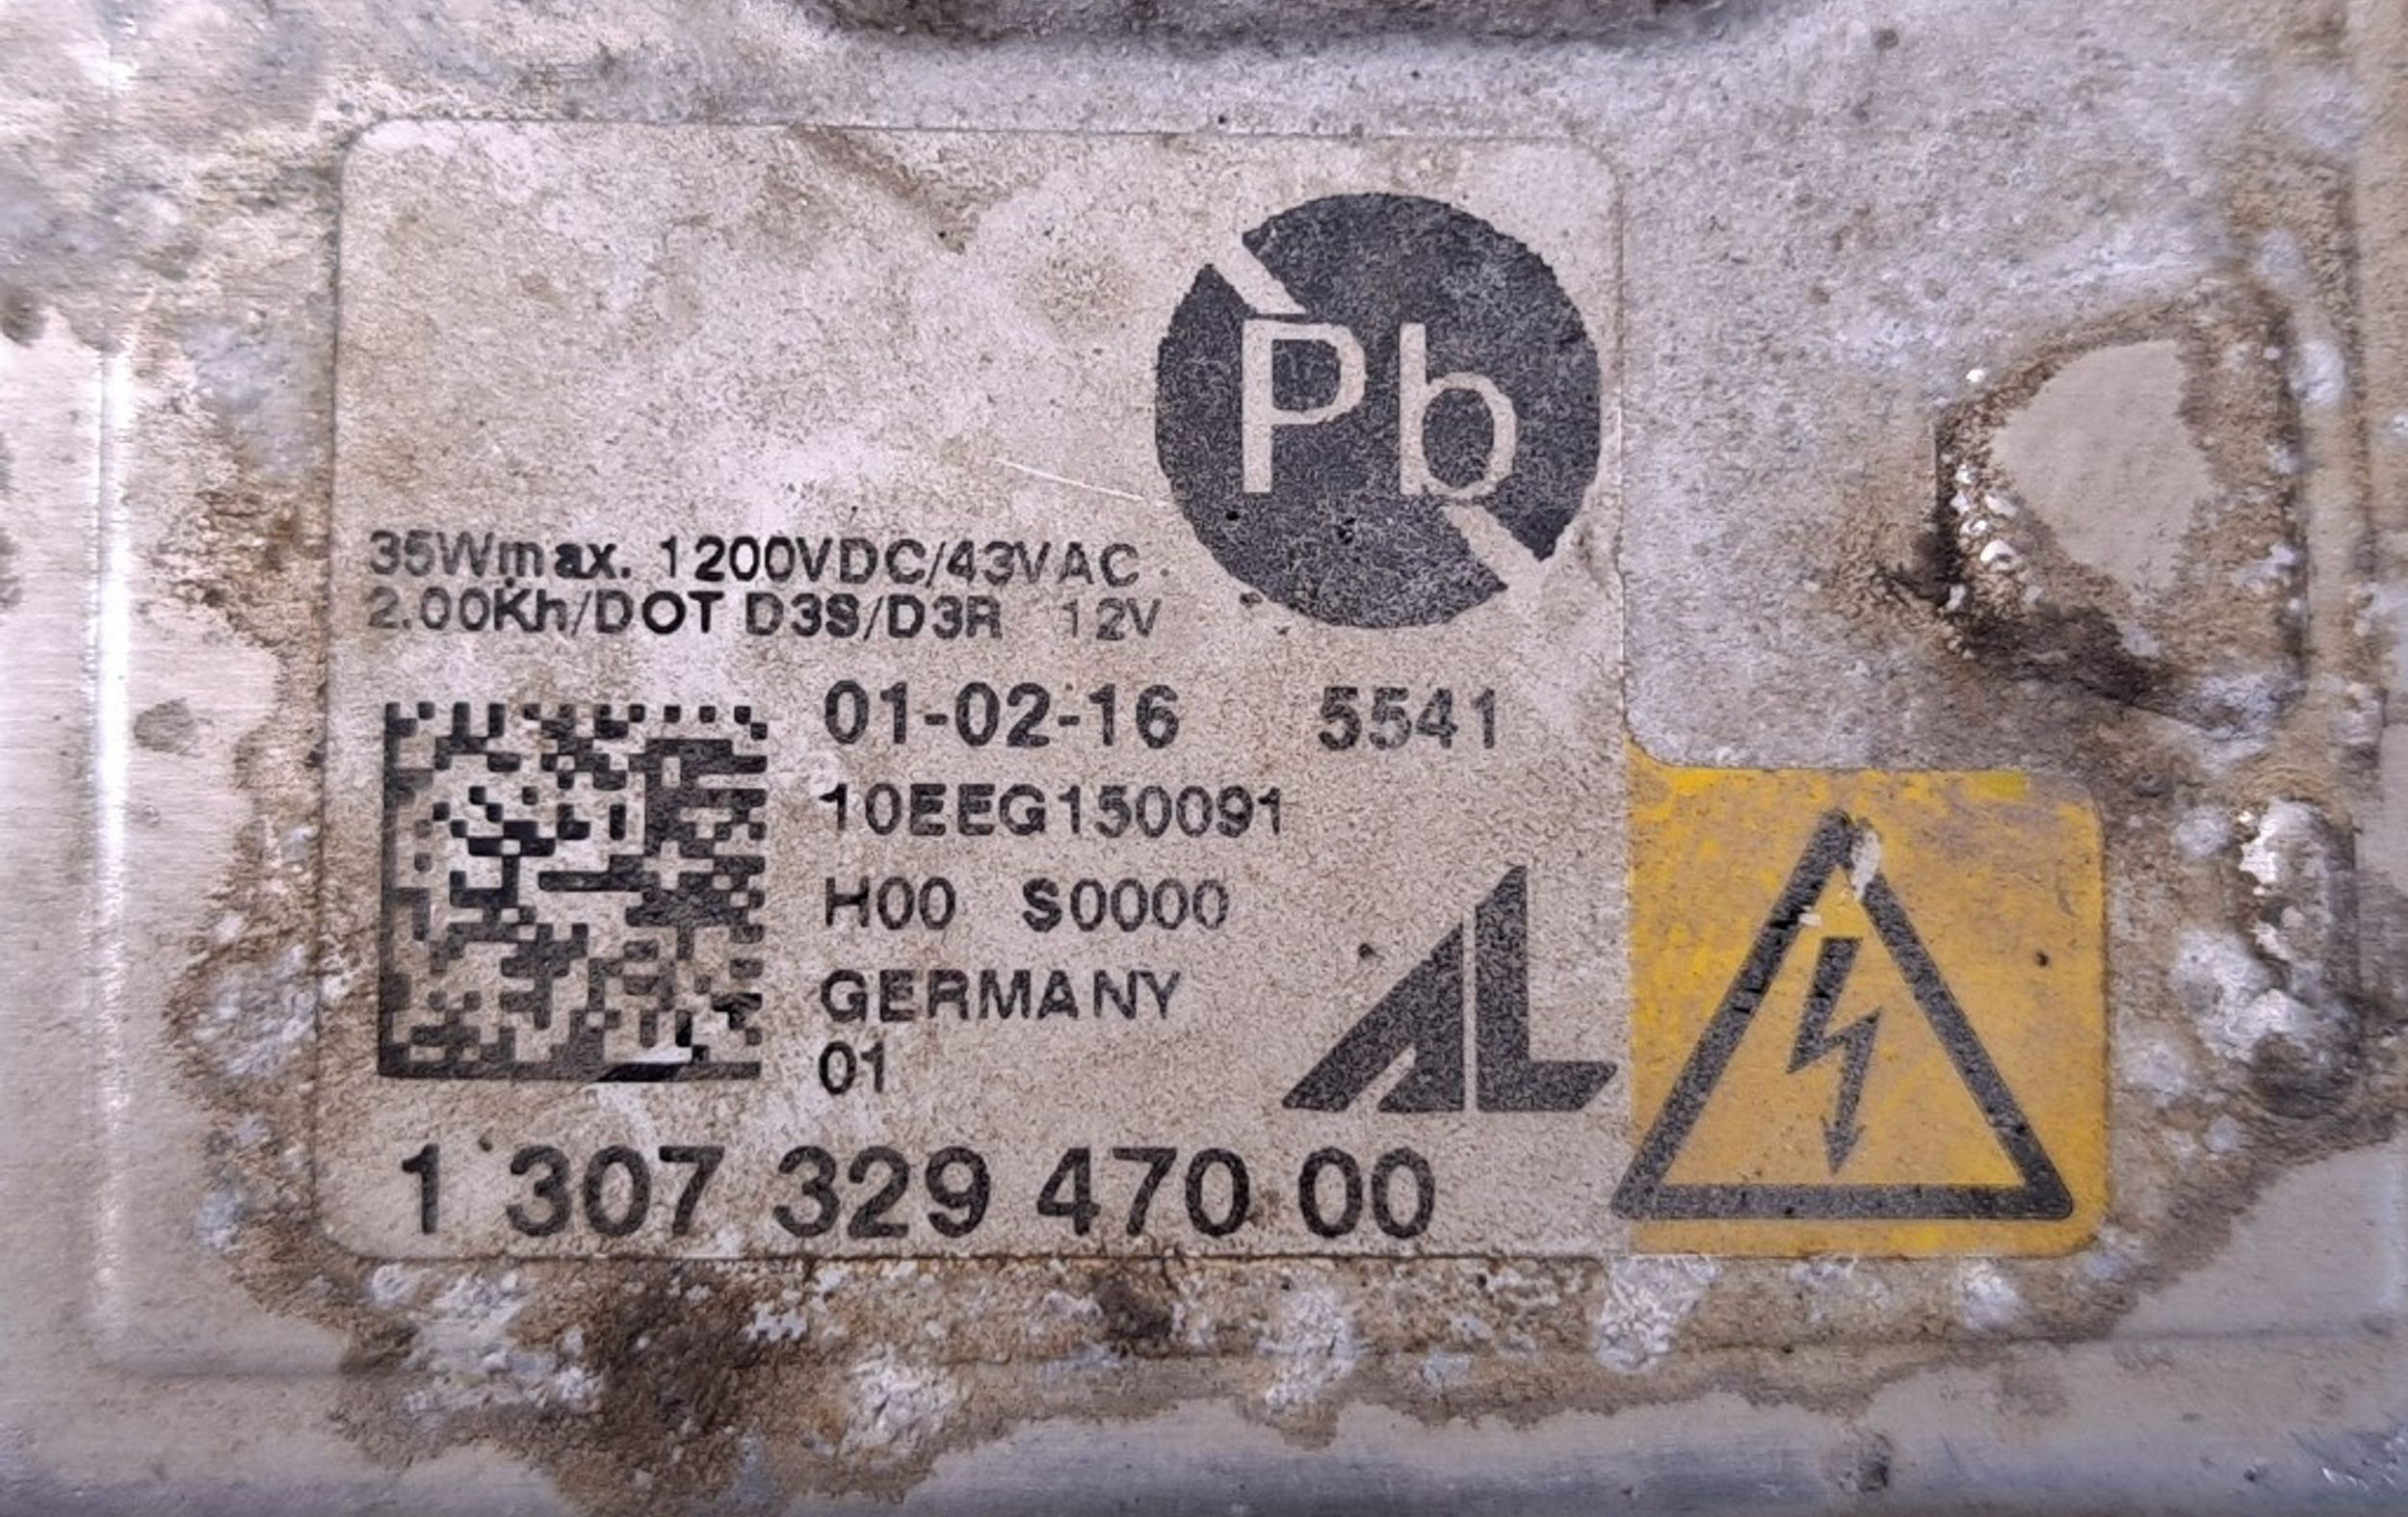 Pb
35Wmax. 1200VDC/43VAC
2.00Kh/DOT D3S/D3R 12V
01-02-16 5541
10EEG150091
H00 S0000
GERMANY
01
AL
1 307 329 470 00